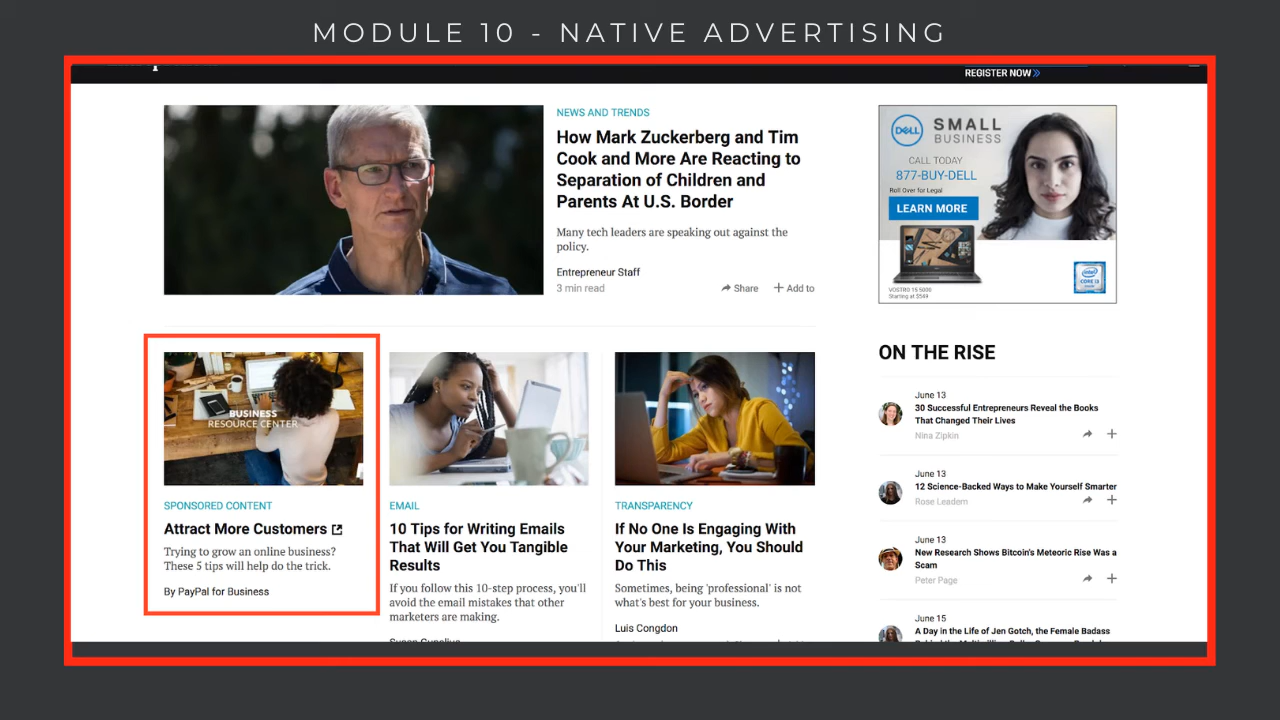 MODULE 10 - NATIVE ADVERTISING
REGISTER NOW
NEWS AND TRENDS
How Mark Zuckerberg and Tim
Cook and More Are Reacting to
Separation of Children and
Parents At U.S. Border
Many tech leaders are speaking out against the
policy.
Entrepreneur Staff
3 min read
Share
Add to
DELL
SMALL
BUSINESS
CALL TODAY
877-BUY-DELL
Roll Over for Legal
LEARN MORE
VOSTRO 15 5000
Starting at $549
intel
CORE i3
BUSINESS
RESOURCE CENTER
SPONSORED CONTENT
Attract More Customers
Trying to grow an online business?
These 5 tips will help do the trick.
By PayPal for Business
EMAIL
10 Tips for Writing Emails
That Will Get You Tangible
Results
If you follow this 10-step process, you'll
avoid the email mistakes that other
marketers are making.
TRANSPARENCY
If No One Is Engaging With
Your Marketing, You Should
Do This
Sometimes, being 'professional' is not
what's best for your business.
Luis Congdon
ON THE RISE
June 13
30 Successful Entrepreneurs Reveal the Books
That Changed Their Lives
Nina Zipkin
June 13
12 Science-Backed Ways to Make Yourself Smarter
Rose Leadem
June 13
New Research Shows Bitcoin's Meteoric Rise Was a
Scam
Peter Page
June 15
A Day in the Life of Jen Gotch, the Female Badass